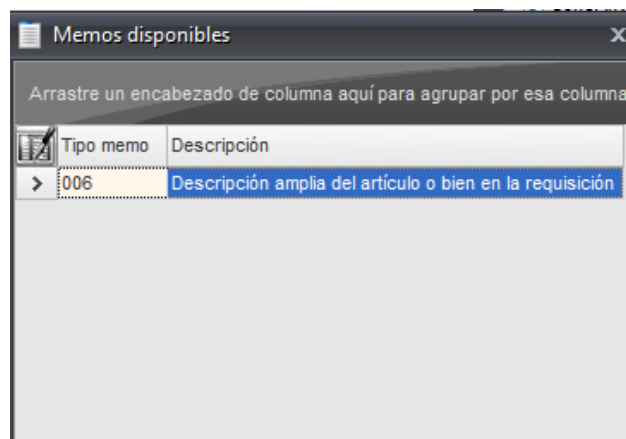 Memos disponibles
x
Arrastre un encabezado de columna aquí para agrupar por esa columna
Tipo memo Descripción
006 Descripción amplia del artículo o bien en la requisición